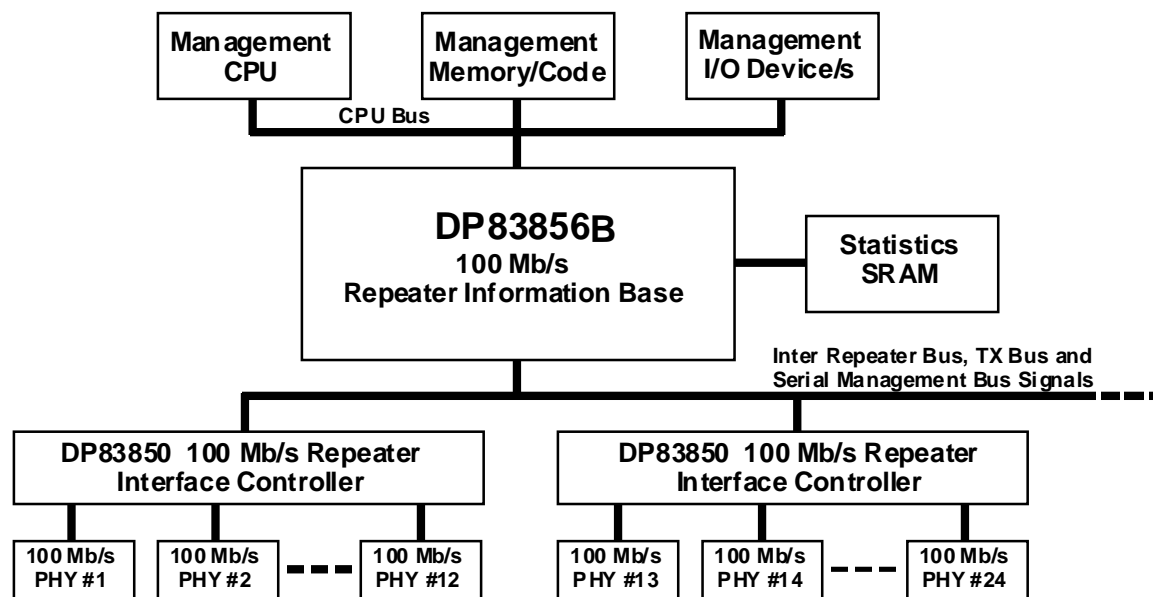 Management
CPU
Management
Memory/Code
Management
I/O Device/s
CPU Bus
DP83856B
100 Mb/s
Repeater Information Base
Statistics
SRAM
Inter Repeater Bus, TX Bus and
Serial Management Bus Signals
DP83850 100 Mb/s Repeater
Interface Controller
DP83850 100 Mb/s Repeater
Interface Controller
100 Mb/s
PHY #1
100 Mb/s
PHY #2
100 Mb/s
PHY #12
100 Mb/s
PHY #13
100 Mb/s
PHY #14
100 Mb/s
PHY #24